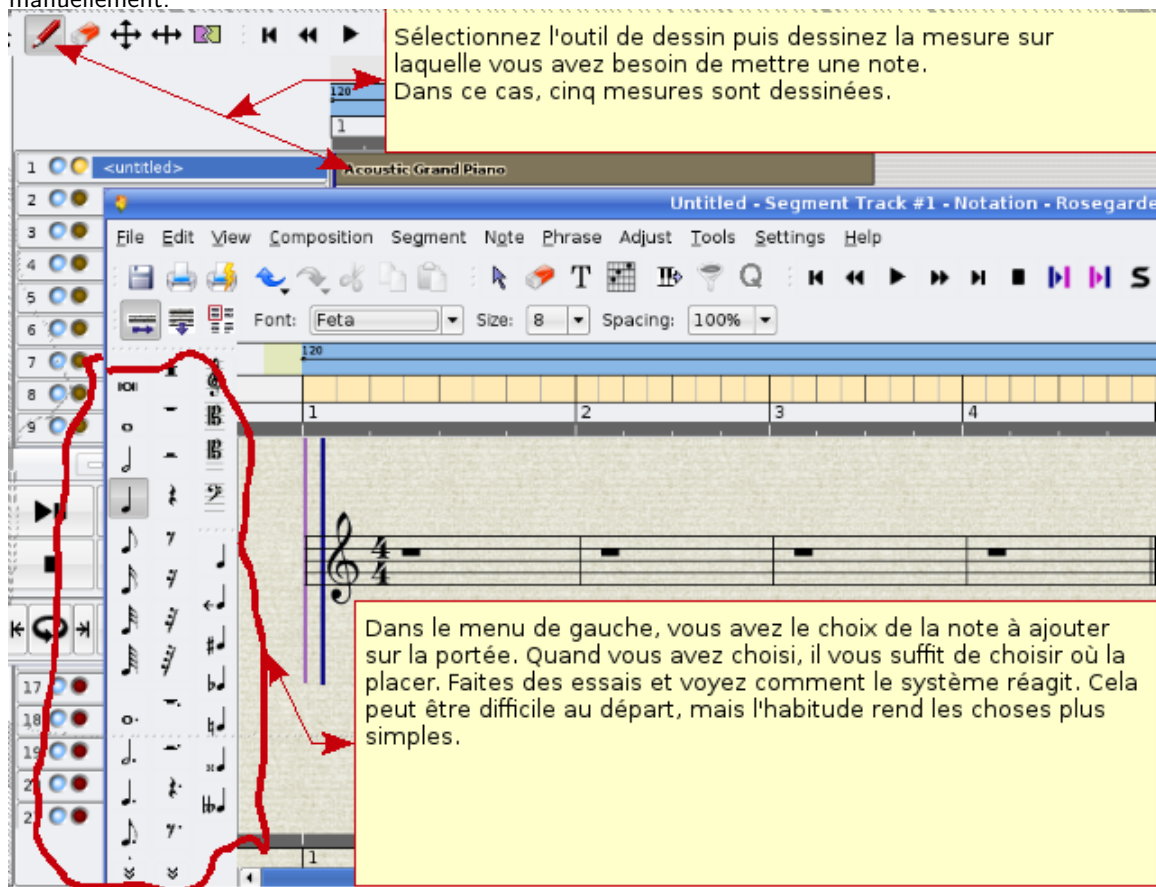 manuellement.
Sélectionnez l'outil de dessin puis dessinez la mesure sur
laquelle vous avez besoin de mettre une note.
Dans ce cas, cinq mesures sont dessinées.
120
1
1 <untitled> Acoustic Grand Piano
2
Untitled - Segment Track #1 - Notation - Rosegarde
3
File Edit View Composition Segment Note Phrase Adjust Tools Settings Help
4
5
T Q S
6
Font: Feta Size: 8 Spacing: 100%
7
120
8
9
1 2 3 4
4
4
Dans le menu de gauche, vous avez le choix de la note à ajouter
sur la portée. Quand vous avez choisi, il vous suffit de choisir où la
placer. Faites des essais et voyez comment le système réagit. Cela
peut être difficile au départ, mais l'habitude rend les choses plus
simples.
17
18
19
1